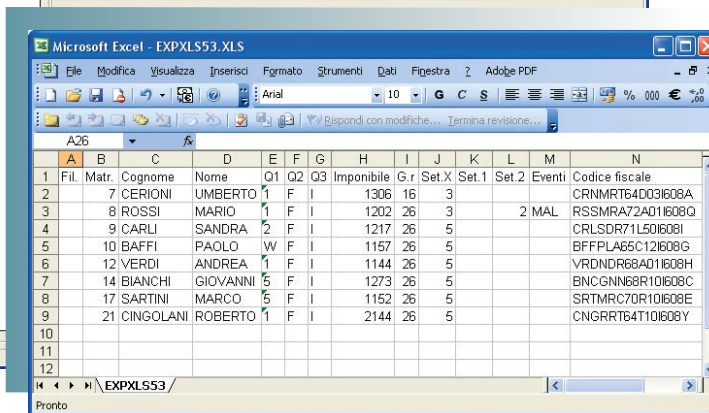 Microsoft Excel - EXPXLS53.XLS
File Modifica Visualizza Inserisci Formato Strumenti Dati Finestra ? Adobe PDF
Arial 10 G C S % 000 €
Rispondi con modifiche... Termina revisione...
A26 fx
A B C D E F G H I J K L M N
1 Fil. Matr. Cognome Nome Q1 Q2 Q3 Imponibile G.r Set.X Set.1 Set.2 Eventi Codice fiscale
2 7 CERIONI UMBERTO 1 F I 1306 16 3 CRNMRT64D03I608A
3 8 ROSSI MARIO 1 F I 1202 26 3 2 MAL RSSMRA72A01I608Q
4 9 CARLI SANDRA 2 F I 1217 26 5 CRLSDR71L50I608I
5 10 BAFFI PAOLO W F I 1157 26 5 BFFPLA65C12I608G
6 12 VERDI ANDREA 1 F I 1144 26 5 VRDNDR68A01I608H
7 14 BIANCHI GIOVANNI 5 F I 1273 26 5 BNCGNN68R10I608C
8 17 SARTINI MARCO 5 F I 1152 26 5 SRTMRC70R10I608E
9 21 CINGOLANI ROBERTO 1 F I 2144 26 5 CNGRRT64T10I608Y
10
11
12
EXPXLS53
Pronto